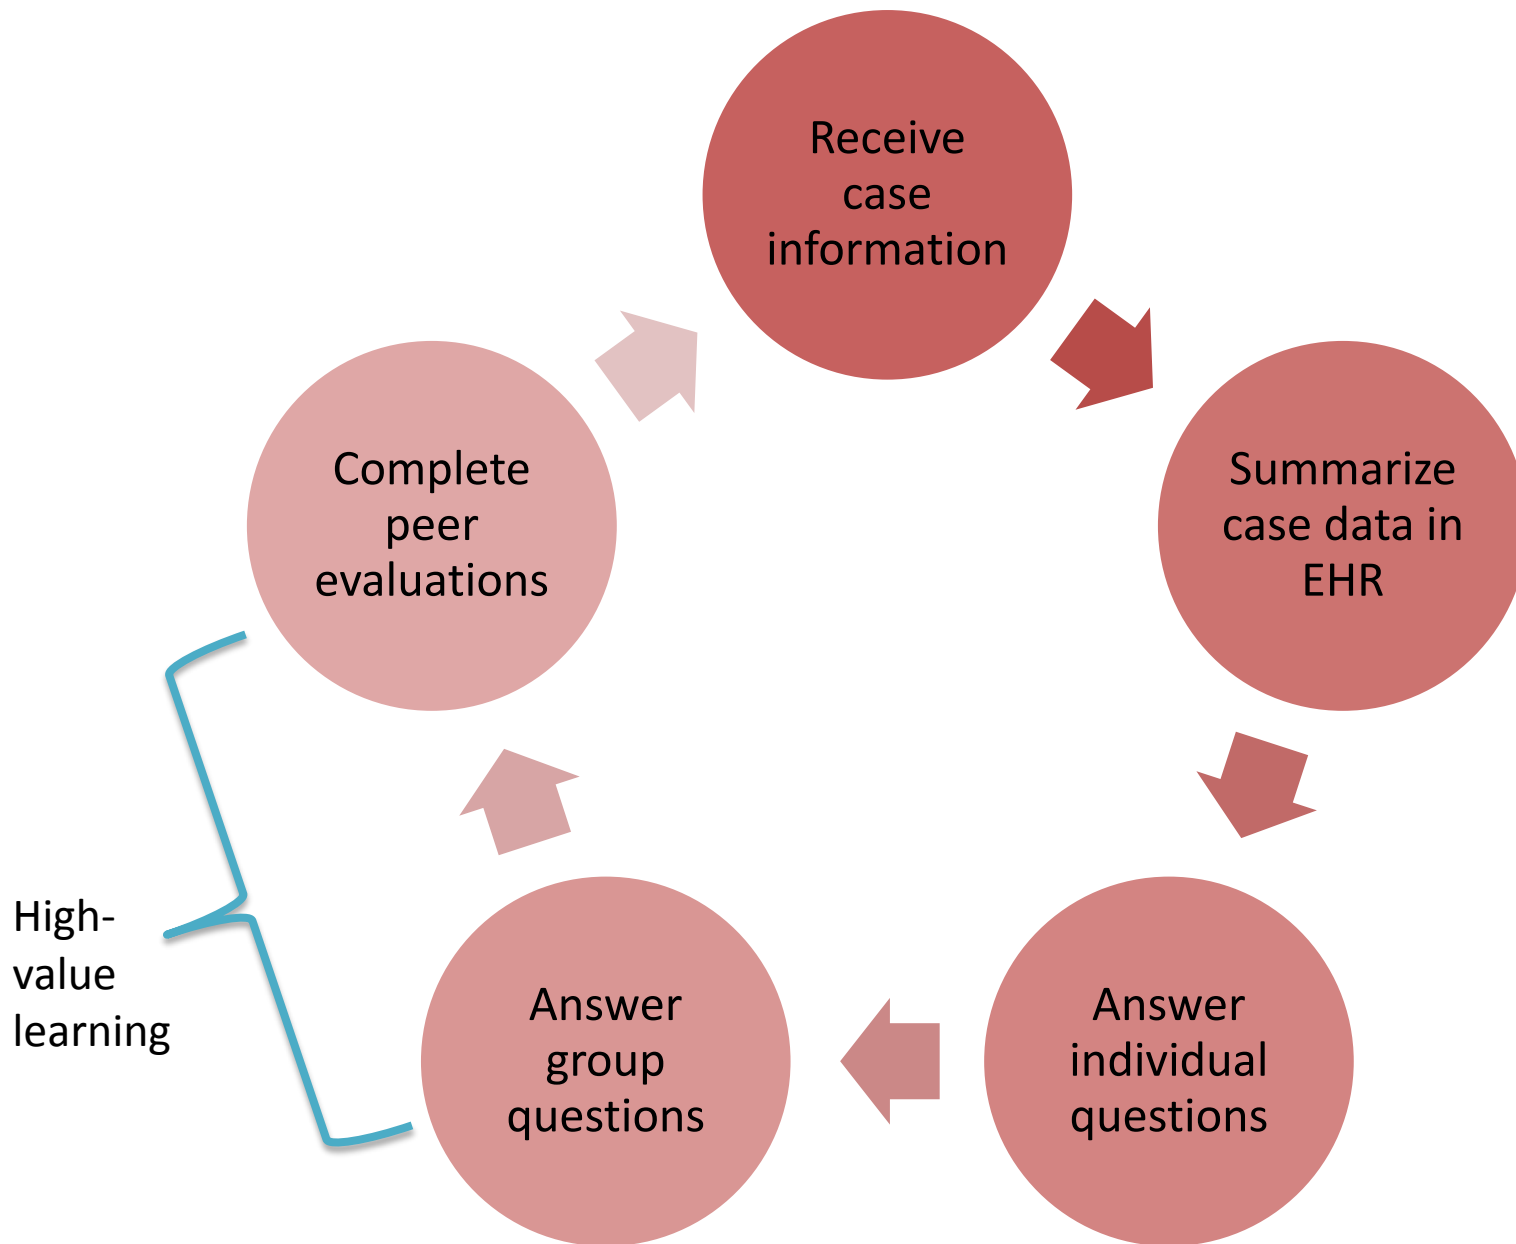 Receive
case
information
Summarize
case data in
EHR
Answer
individual
questions
Answer
group
questions
Complete
peer
evaluations
High-
value
learning